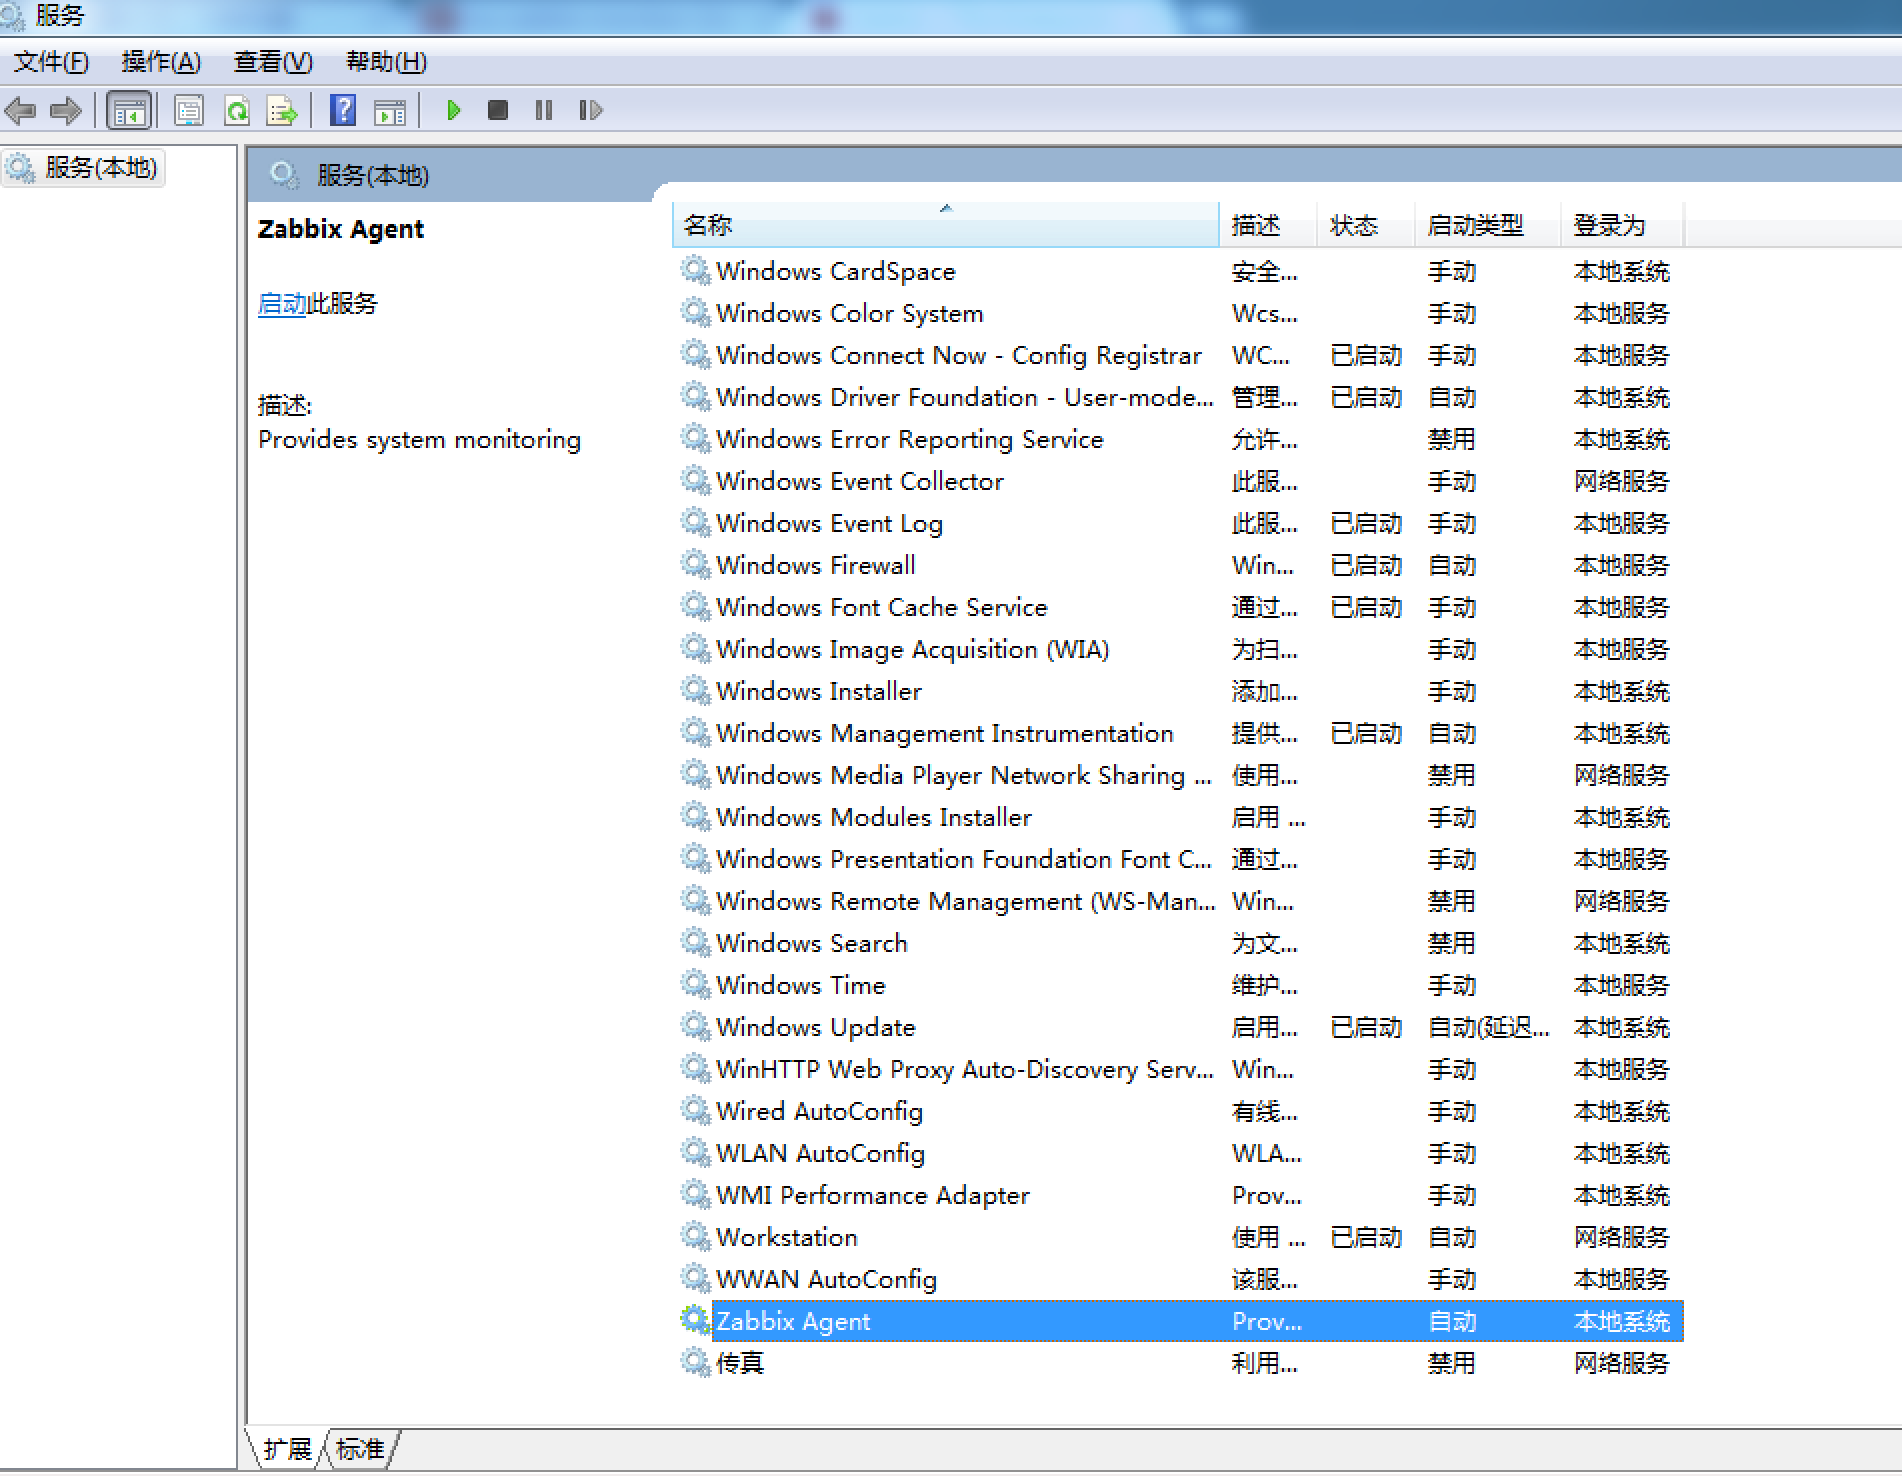 服务
文件(F) 操作(A) 查看(V) 帮助(H)
服务(本地)
服务(本地)
Zabbix Agent
启动此服务
描述:
Provides system monitoring
名称 描述 状态 启动类型 登录为
Windows CardSpace 安全... 手动 本地系统
Windows Color System Wcs... 手动 本地服务
Windows Connect Now - Config Registrar WC... 已启动 手动 本地服务
Windows Driver Foundation - User-mode... 管理... 已启动 自动 本地系统
Windows Error Reporting Service 允许... 禁用 本地系统
Windows Event Collector 此服... 手动 网络服务
Windows Event Log 此服... 已启动 手动 本地服务
Windows Firewall Win... 已启动 自动 本地服务
Windows Font Cache Service 通过... 已启动 手动 本地服务
Windows Image Acquisition (WIA) 为扫... 手动 本地服务
Windows Installer 添加... 手动 本地系统
Windows Management Instrumentation 提供... 已启动 自动 本地系统
Windows Media Player Network Sharing ... 使用... 禁用 网络服务
Windows Modules Installer 启用 ... 手动 本地系统
Windows Presentation Foundation Font C... 通过... 手动 本地服务
Windows Remote Management (WS-Man... Win... 禁用 网络服务
Windows Search 为文... 禁用 本地系统
Windows Time 维护... 手动 本地服务
Windows Update 启用... 已启动 自动(延迟... 本地系统
WinHTTP Web Proxy Auto-Discovery Serv... Win... 手动 本地服务
Wired AutoConfig 有线... 手动 本地系统
WLAN AutoConfig WLA... 手动 本地系统
WMI Performance Adapter Prov... 手动 本地系统
Workstation 使用 ... 已启动 自动 网络服务
WWAN AutoConfig 该服... 手动 本地服务
Zabbix Agent Prov... 自动 本地系统
传真 利用... 禁用 网络服务
扩展 标准